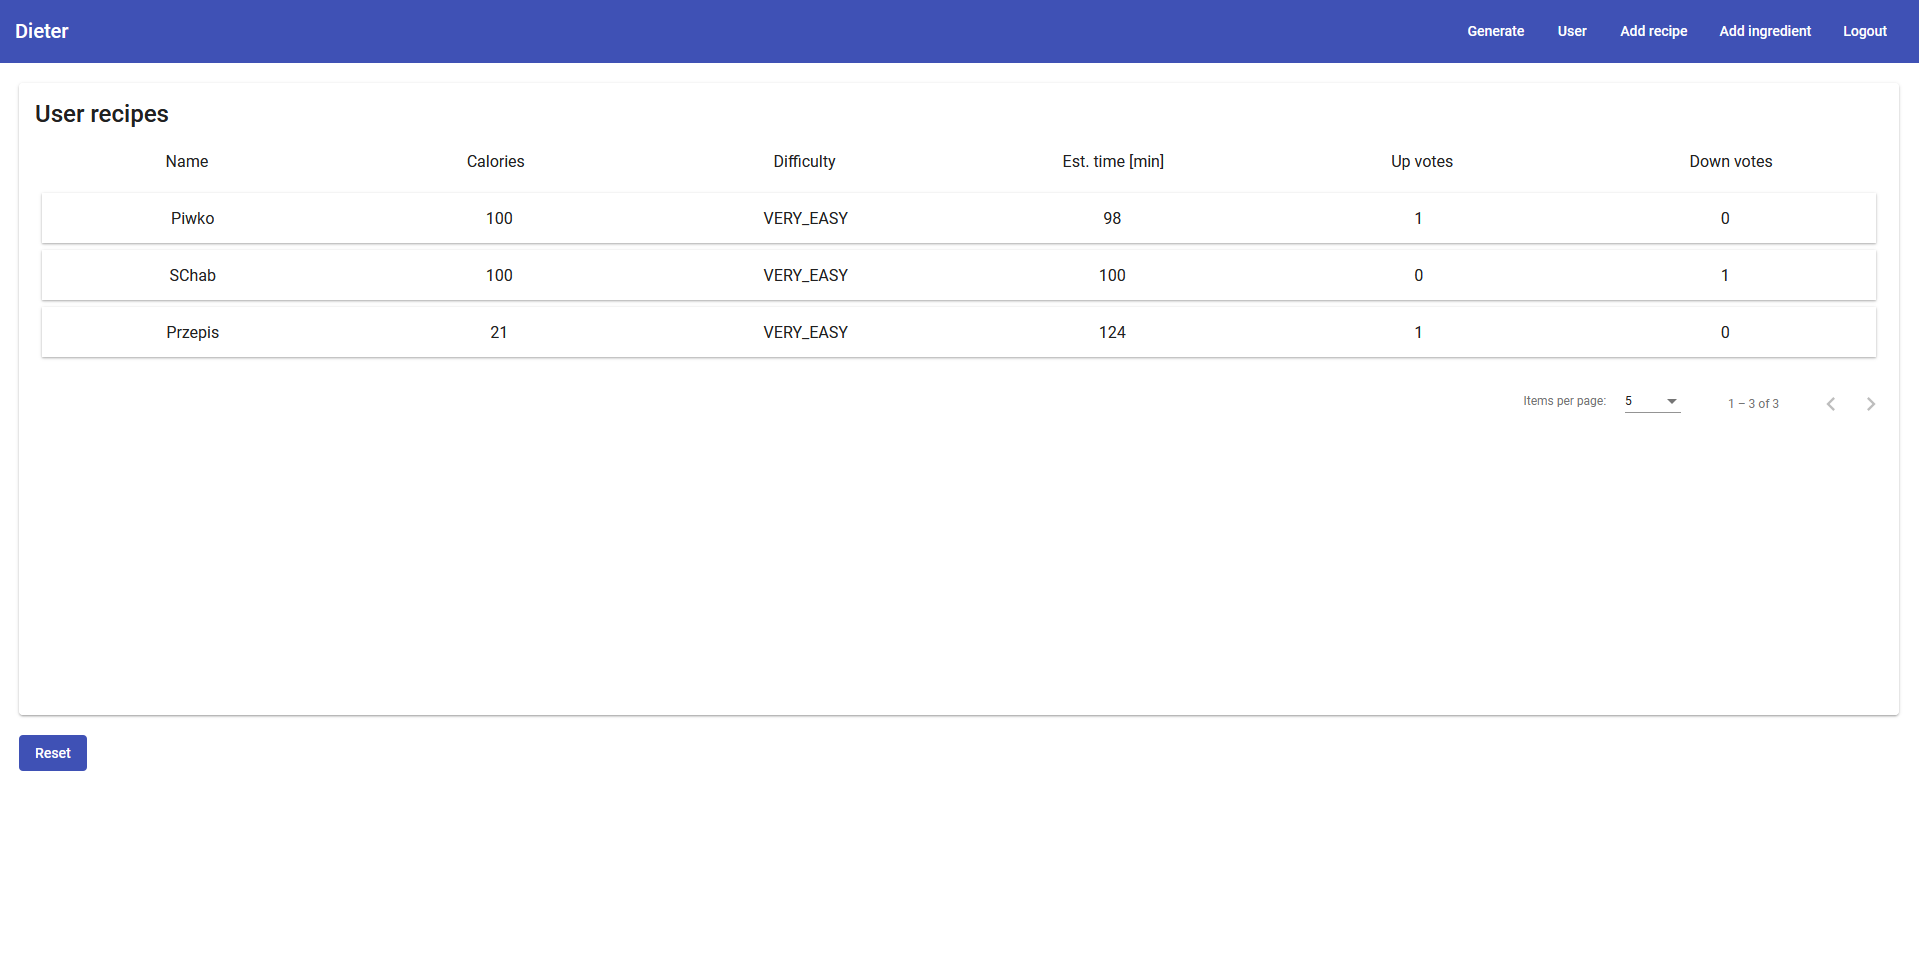 Dieter Generate User Add recipe Add ingredient Logout
User recipes
Name Calories Difficulty Est. time [min] Up votes Down votes
Piwko 100 VERY_EASY 98 1 0
SChab 100 VERY_EASY 100 0 1
Przepis 21 VERY_EASY 124 1 0
Items per page: 5 1 – 3 of 3
Reset